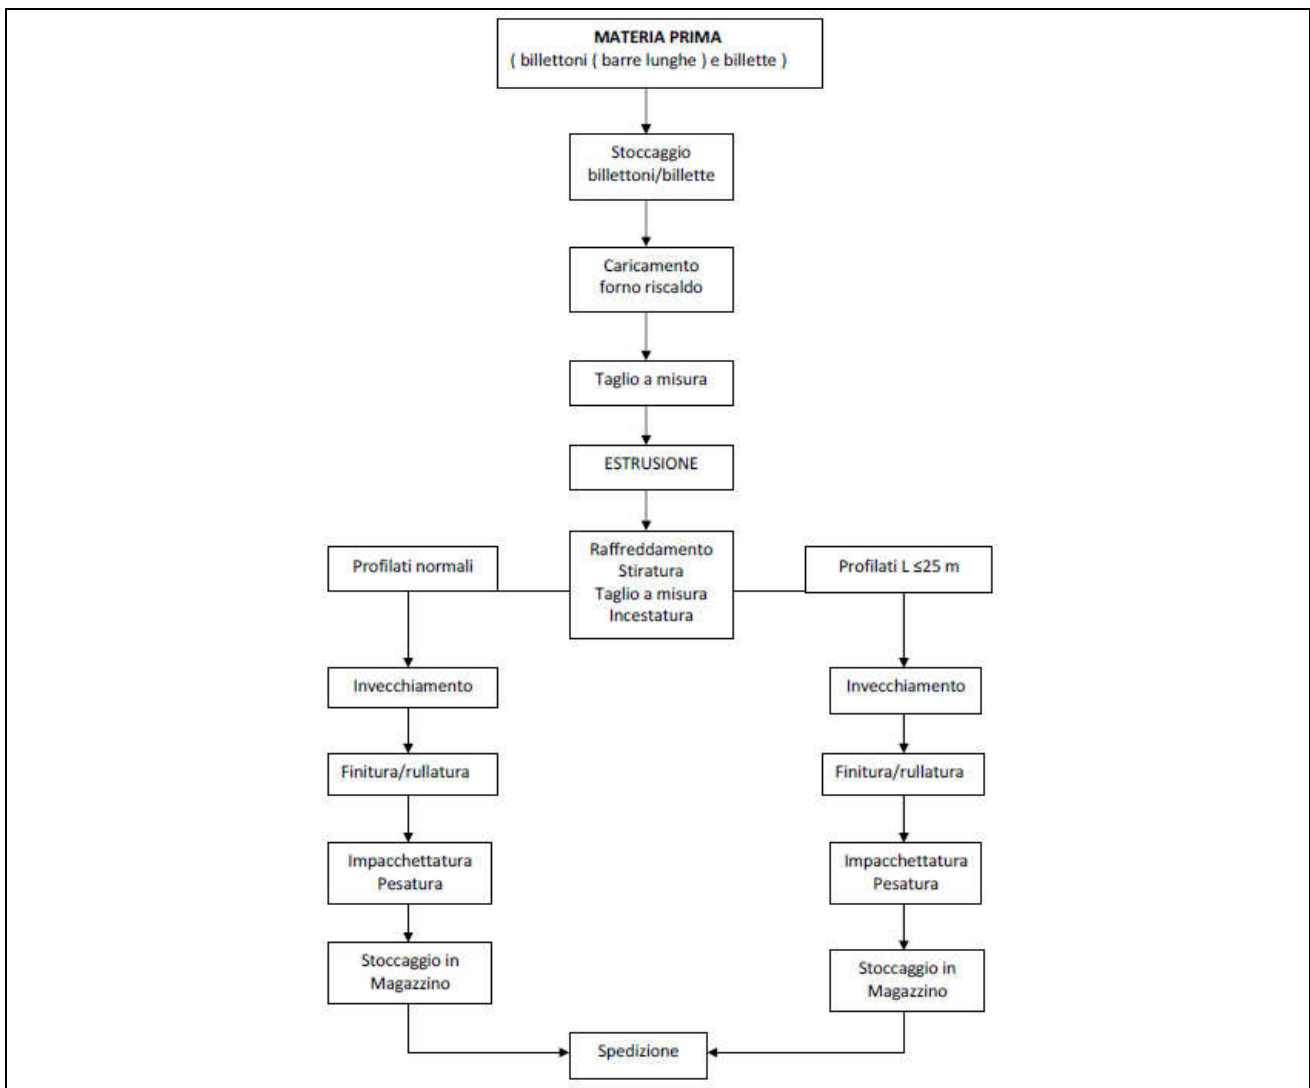 MATERIA PRIMA
( billettoni ( barre lunghe ) e billette )
Stoccaggio
billettoni/billette
Caricamento
forno riscaldo
Taglio a misura
ESTRUSIONE
Raffreddamento
Stiratura
Taglio a misura
Incestatura
Profilati normali
Invecchiamento
Finitura/rullatura
Impacchettatura
Pesatura
Stoccaggio in
Magazzino
Profilati L ≤25 m
Invecchiamento
Finitura/rullatura
Impacchettatura
Pesatura
Stoccaggio in
Magazzino
Spedizione